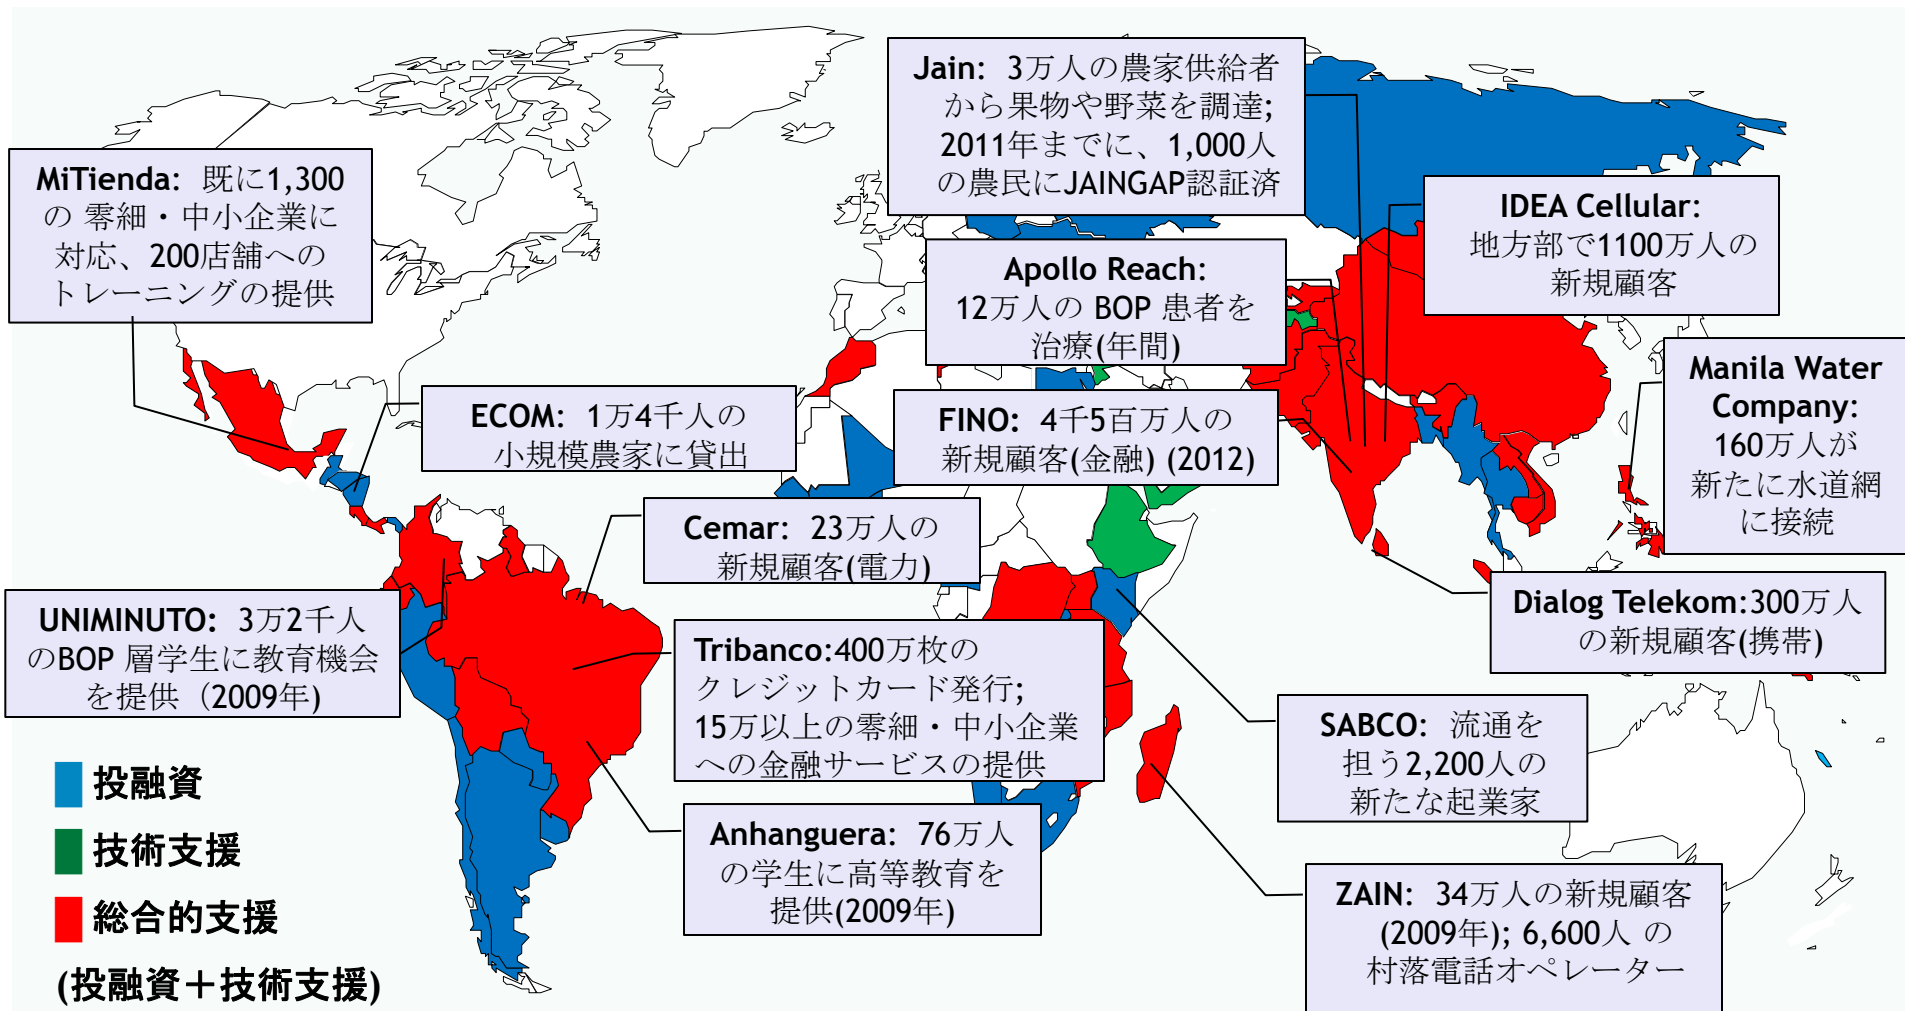 Jain: 3万人の農家供給者
から果物や野菜を調達;
2011年までに、1,000人
の農民にJAINGAP認証済
MiTienda: 既に1,300
の 零細・中小企業に
対応、200店舗への
トレーニングの提供
IDEA Cellular:
地方部で1100万人の
新規顧客
Apollo Reach:
12万人の BOP 患者を
治療(年間)
Manila Water
Company:
160万人が
新たに水道網
に接続
ECOM: 1万4千人の
小規模農家に貸出
FINO: 4千5百万人の
新規顧客(金融) (2012)
Cemar: 23万人の
新規顧客(電力)
Dialog Telekom:300万人
の新規顧客(携帯)
UNIMINUTO: 3万2千人
のBOP 層学生に教育機会
を提供（2009年)
Tribanco:400万枚の
クレジットカード発行;
15万以上の零細・中小企業
への金融サービスの提供
SABCO: 流通を
担う2,200人の
新たな起業家
Anhanguera: 76万人
の学生に高等教育を
提供(2009年)
ZAIN: 34万人の新規顧客
(2009年); 6,600人 の
村落電話オペレーター
投融資
技術支援
総合的支援
(投融資＋技術支援)